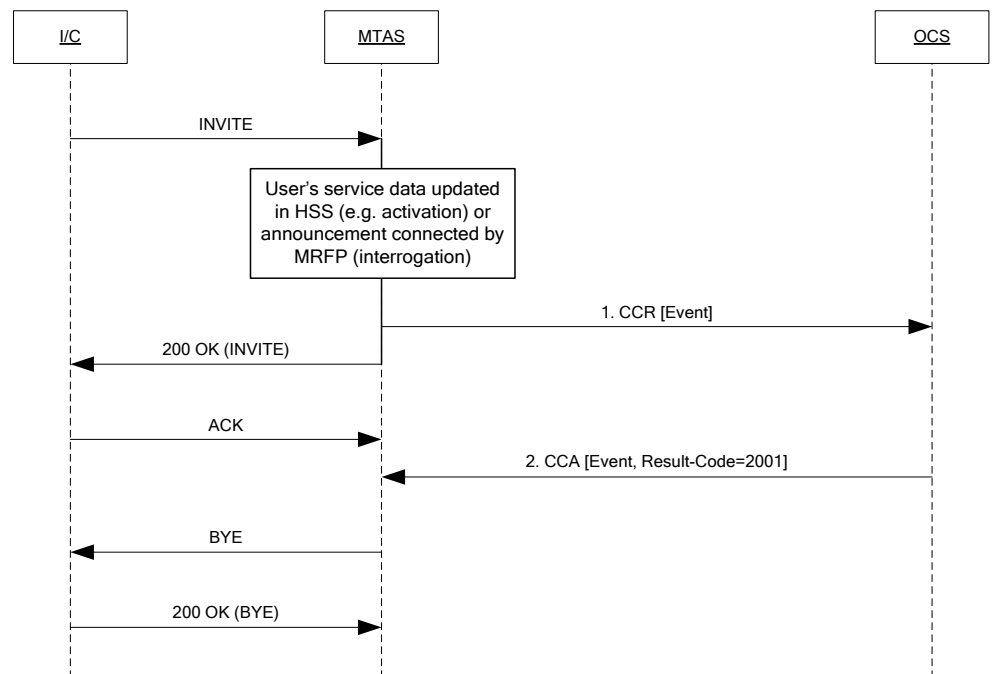 I/C
MTAS
OCS
INVITE
User’s service data updated
in HSS (e.g. activation) or
announcement connected by
MRFP (interrogation)
1. CCR [Event]
200 OK (INVITE)
ACK
2. CCA [Event, Result-Code=2001]
BYE
200 OK (BYE)